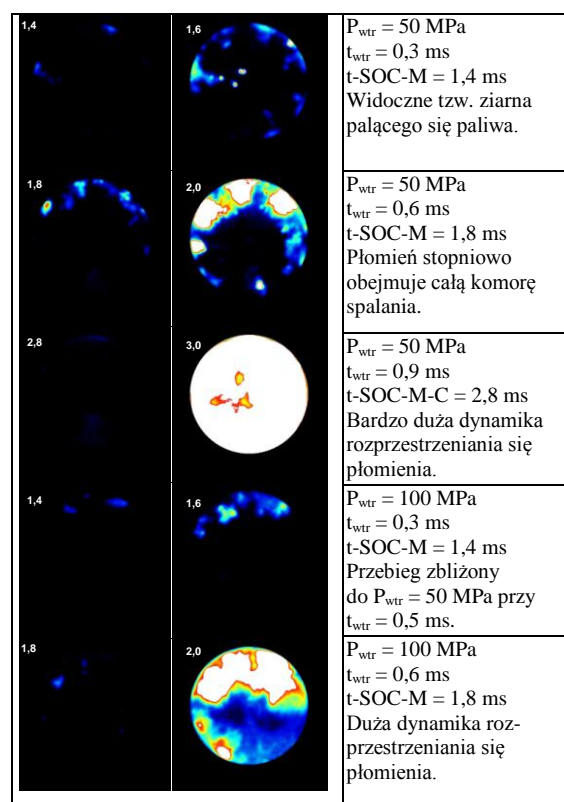 1,4
1,6
P_wtr = 50 MPa
t_wtr = 0,3 ms
t-SOC-M = 1,4 ms
Widoczne tzw. ziarna
palącego się paliwa.
1,8
2,0
P_wtr = 50 MPa
t_wtr = 0,6 ms
t-SOC-M = 1,8 ms
Płomień stopniowo
obejmuje całą komorę
spalania.
2,8
3,0
P_wtr = 50 MPa
t_wtr = 0,9 ms
t-SOC-M-C = 2,8 ms
Bardzo duża dynamika
rozprzestrzeniania się
płomienia.
1,4
1,6
P_wtr = 100 MPa
t_wtr = 0,3 ms
t-SOC-M = 1,4 ms
Przebieg zbliżony
do P_wtr = 50 MPa przy
t_wtr = 0,5 ms.
1,8
2,0
P_wtr = 100 MPa
t_wtr = 0,6 ms
t-SOC-M = 1,8 ms
Duża dynamika roz-
przestrzeniania się
płomienia.